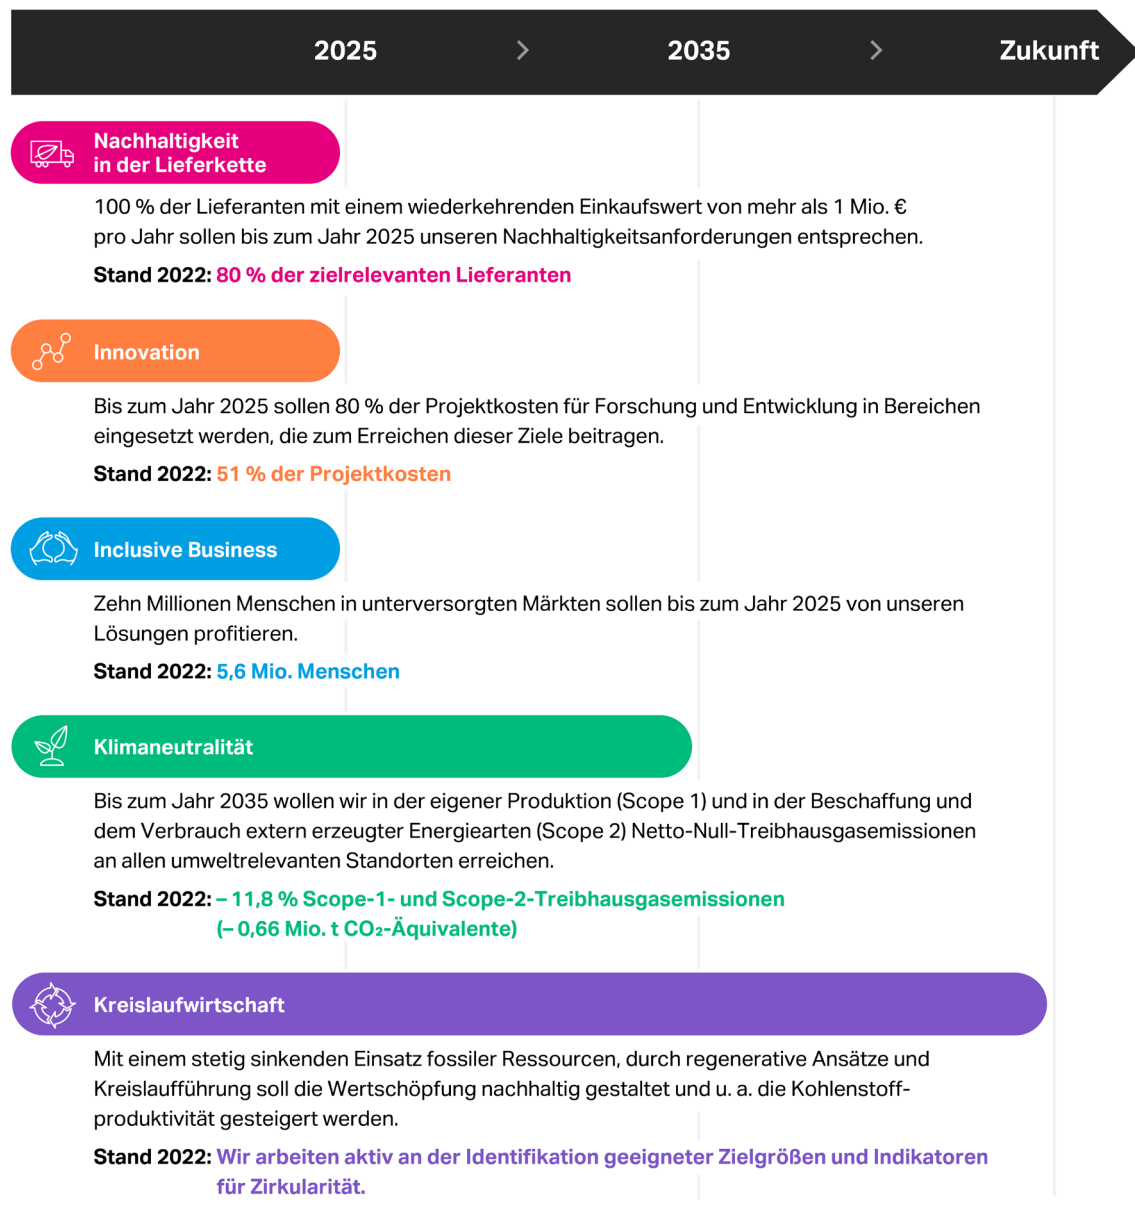 2025 > 2035 > Zukunft
Nachhaltigkeit
in der Lieferkette
100 % der Lieferanten mit einem wiederkehrenden Einkaufswert von mehr als 1 Mio. €
pro Jahr sollen bis zum Jahr 2025 unseren Nachhaltigkeitsanforderungen entsprechen.
Stand 2022: 80 % der zielrelevanten Lieferanten
Innovation
Bis zum Jahr 2025 sollen 80 % der Projektkosten für Forschung und Entwicklung in Bereichen
eingesetzt werden, die zum Erreichen dieser Ziele beitragen.
Stand 2022: 51 % der Projektkosten
Inclusive Business
Zehn Millionen Menschen in unterversorgten Märkten sollen bis zum Jahr 2025 von unseren
Lösungen profitieren.
Stand 2022: 5,6 Mio. Menschen
Klimaneutralität
Bis zum Jahr 2035 wollen wir in der eigener Produktion (Scope 1) und in der Beschaffung und
dem Verbrauch extern erzeugter Energiearten (Scope 2) Netto-Null-Treibhausgasemissionen
an allen umweltrelevanten Standorten erreichen.
Stand 2022: – 11,8 % Scope-1- und Scope-2-Treibhausgasemissionen
(– 0,66 Mio. t CO₂-Äquivalente)
Kreislaufwirtschaft
Mit einem stetig sinkenden Einsatz fossiler Ressourcen, durch regenerative Ansätze und
Kreislaufführung soll die Wertschöpfung nachhaltig gestaltet und u. a. die Kohlenstoff-
produktivität gesteigert werden.
Stand 2022: Wir arbeiten aktiv an der Identifikation geeigneter Zielgrößen und Indikatoren
für Zirkularität.